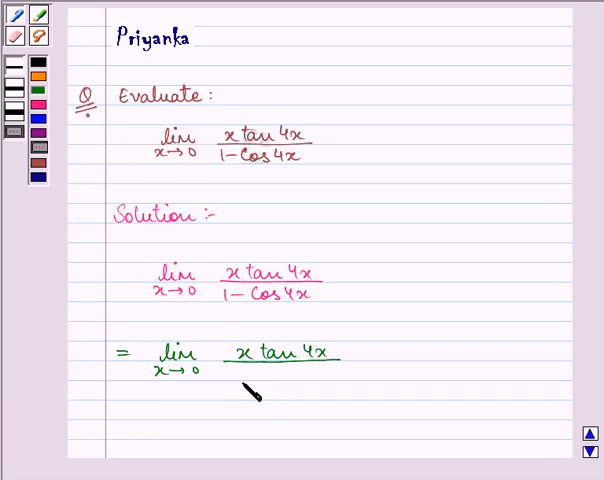 Priyanka
Q Evaluate :
lim x→0 x tan 4x / 1 - cos 4x
Solution :-
lim x→0 x tan 4x / 1 - cos 4x
= lim x→0 x tan 4x